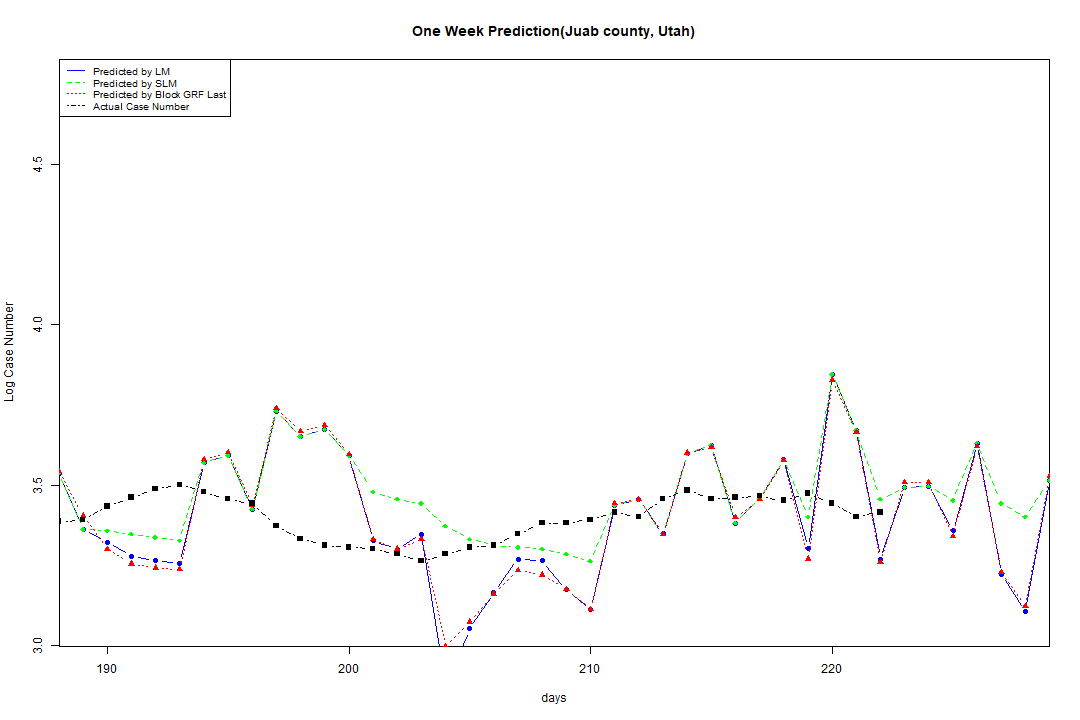 One Week Prediction(Juab county, Utah)
Predicted by LM
Predicted by SLM
Predicted by Block GRF Last
Actual Case Number
4.5
4.0
3.5
3.0
Log Case Number
190 200 210 220
days